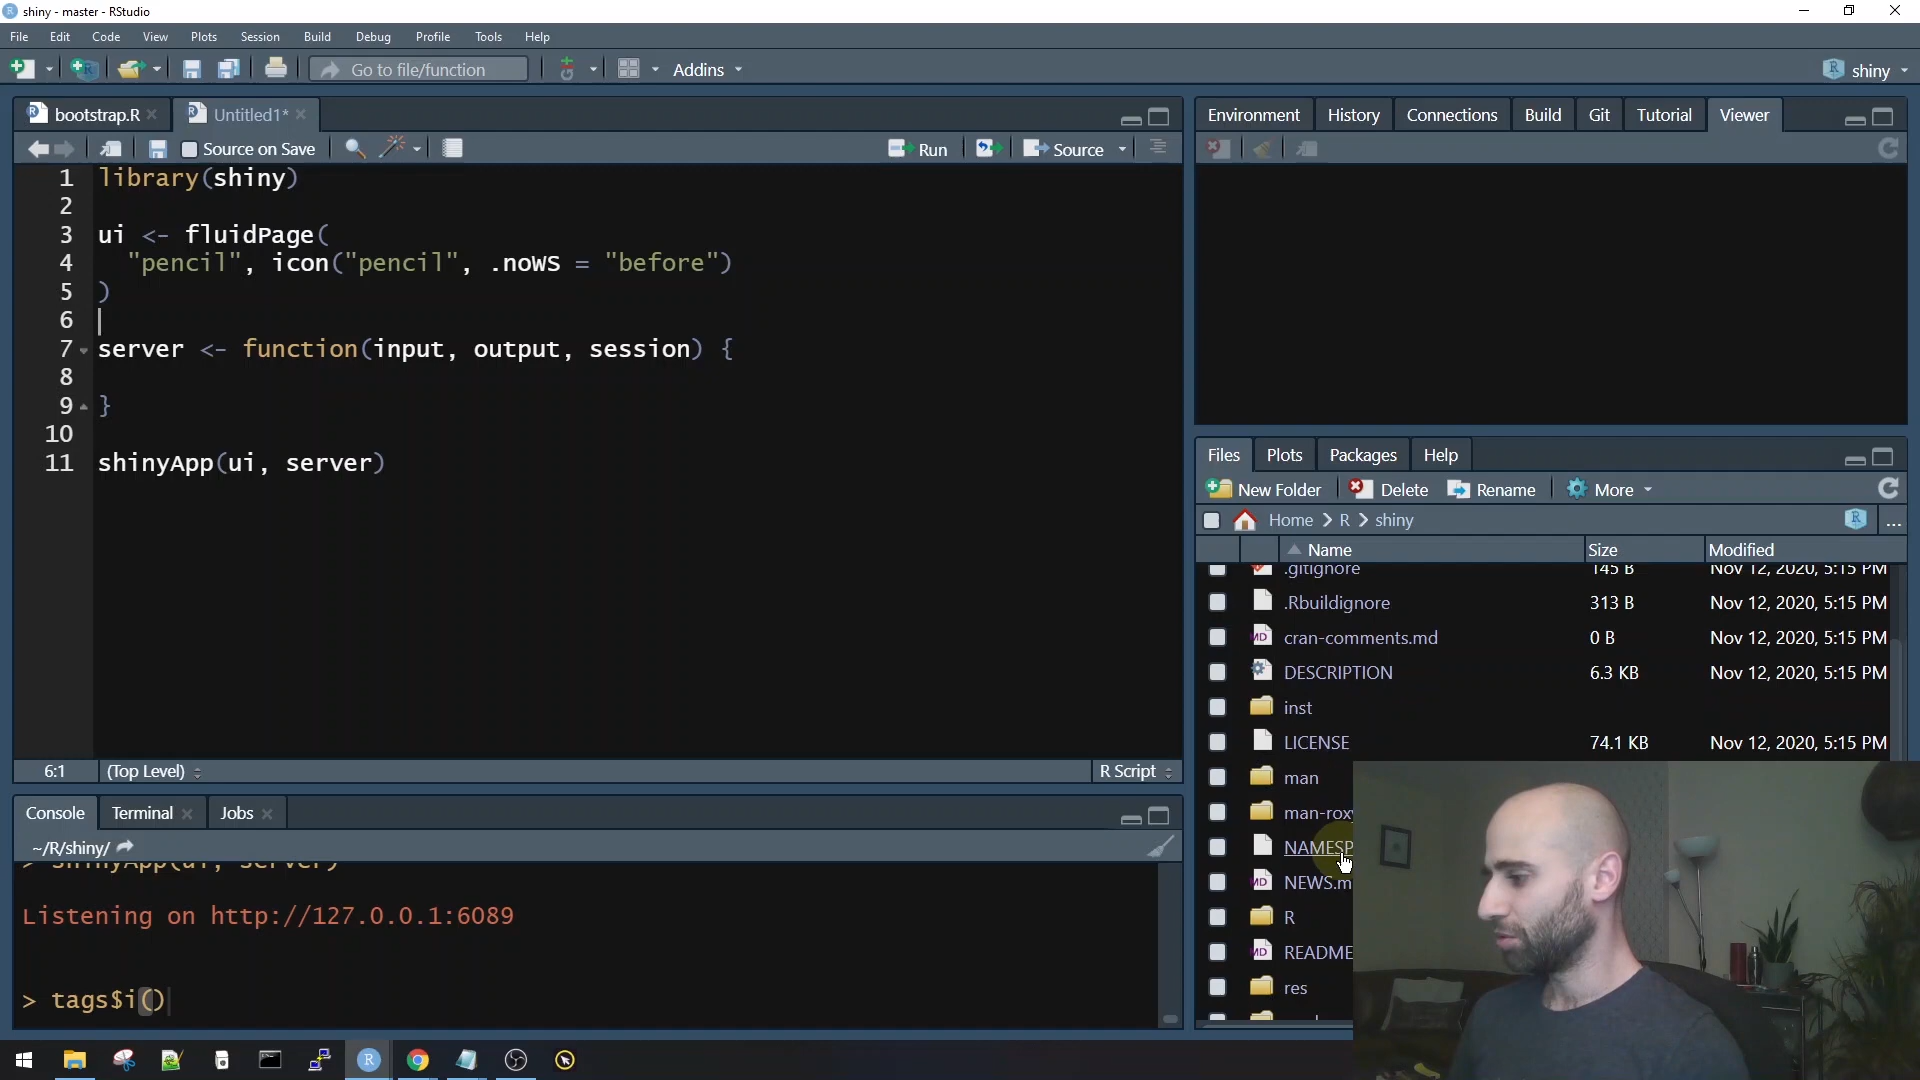 shiny - master - RStudio
File Edit Code View Plots Session Build Debug Profile Tools Help
Go to file/function Addins shiny
bootstrap.R Untitled1*
Source on Save Run Source
1 library(shiny)
2
3 ui <- fluidPage(
4 "pencil", icon("pencil", .noWS = "before")
5 )
6
7 server <- function(input, output, session) {
8
9 }
10
11 shinyApp(ui, server)
6:1 (Top Level) R Script
Console Terminal Jobs
~/R/shiny/
> shinyApp(ui, server)
Listening on http://127.0.0.1:6089
> tags$i()
Environment History Connections Build Git Tutorial Viewer
Files Plots Packages Help
New Folder Delete Rename More
Home R shiny ...
Name Size Modified
.gitignore 145 B Nov 12, 2020, 5:15 PM
.Rbuildignore 313 B Nov 12, 2020, 5:15 PM
cran-comments.md 0 B Nov 12, 2020, 5:15 PM
DESCRIPTION 6.3 KB Nov 12, 2020, 5:15 PM
inst
LICENSE 74.1 KB Nov 12, 2020, 5:15 PM
man
man-roxy
NAMESP
NEWS.m
R
README
res